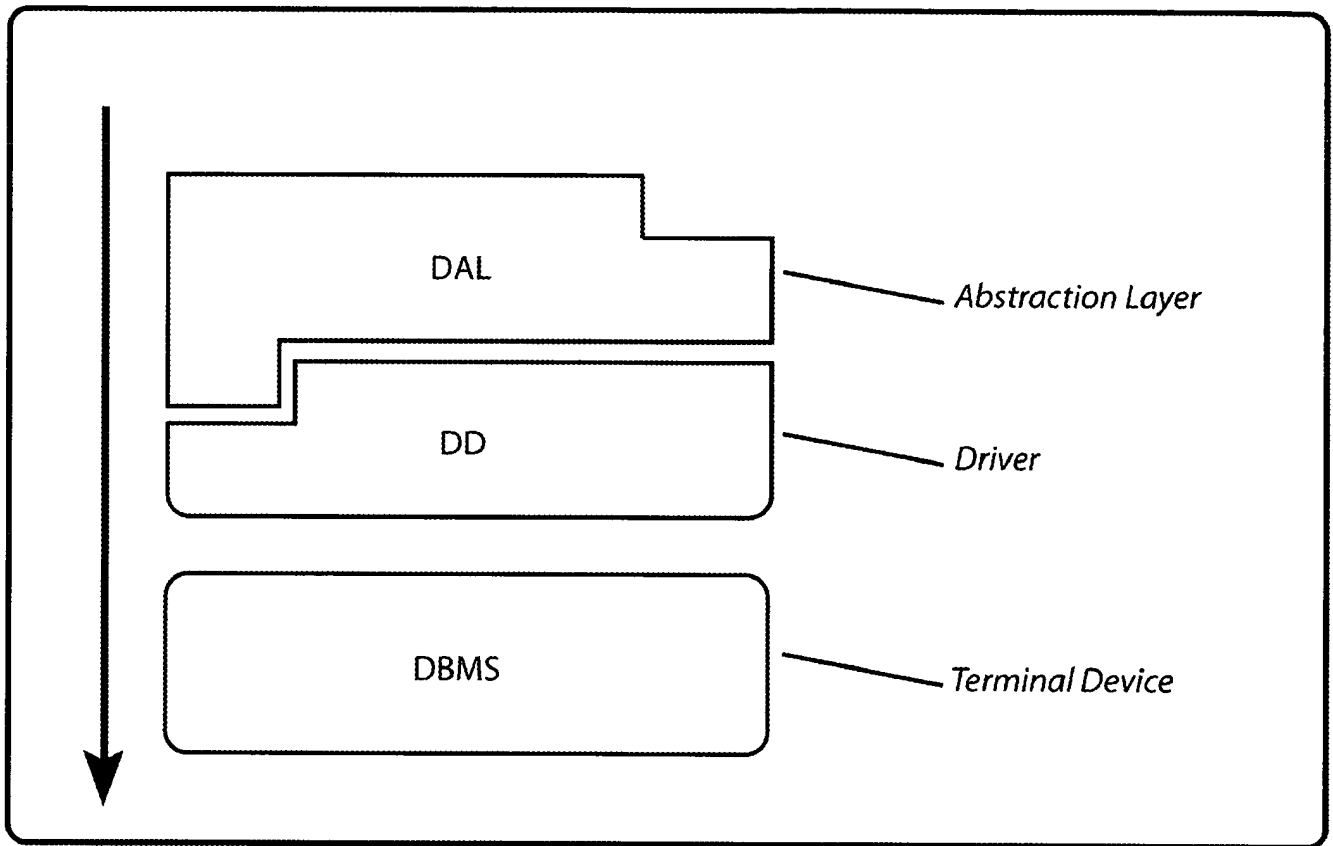 DAL
Abstraction Layer
DD
Driver
DBMS
Terminal Device